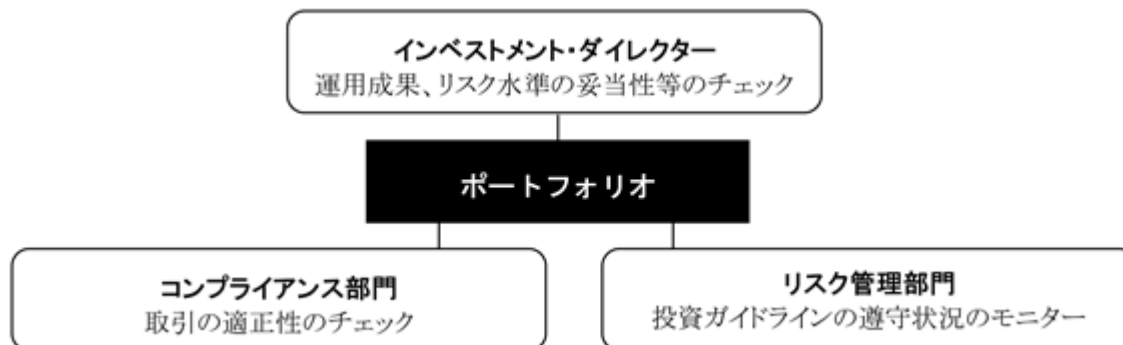 インベストメント・ダイレクター
運用成果、リスク水準の妥当性等のチェック
ポートフォリオ
コンプライアンス部門
取引の適正性のチェック
リスク管理部門
投資ガイドラインの遵守状況のモニター